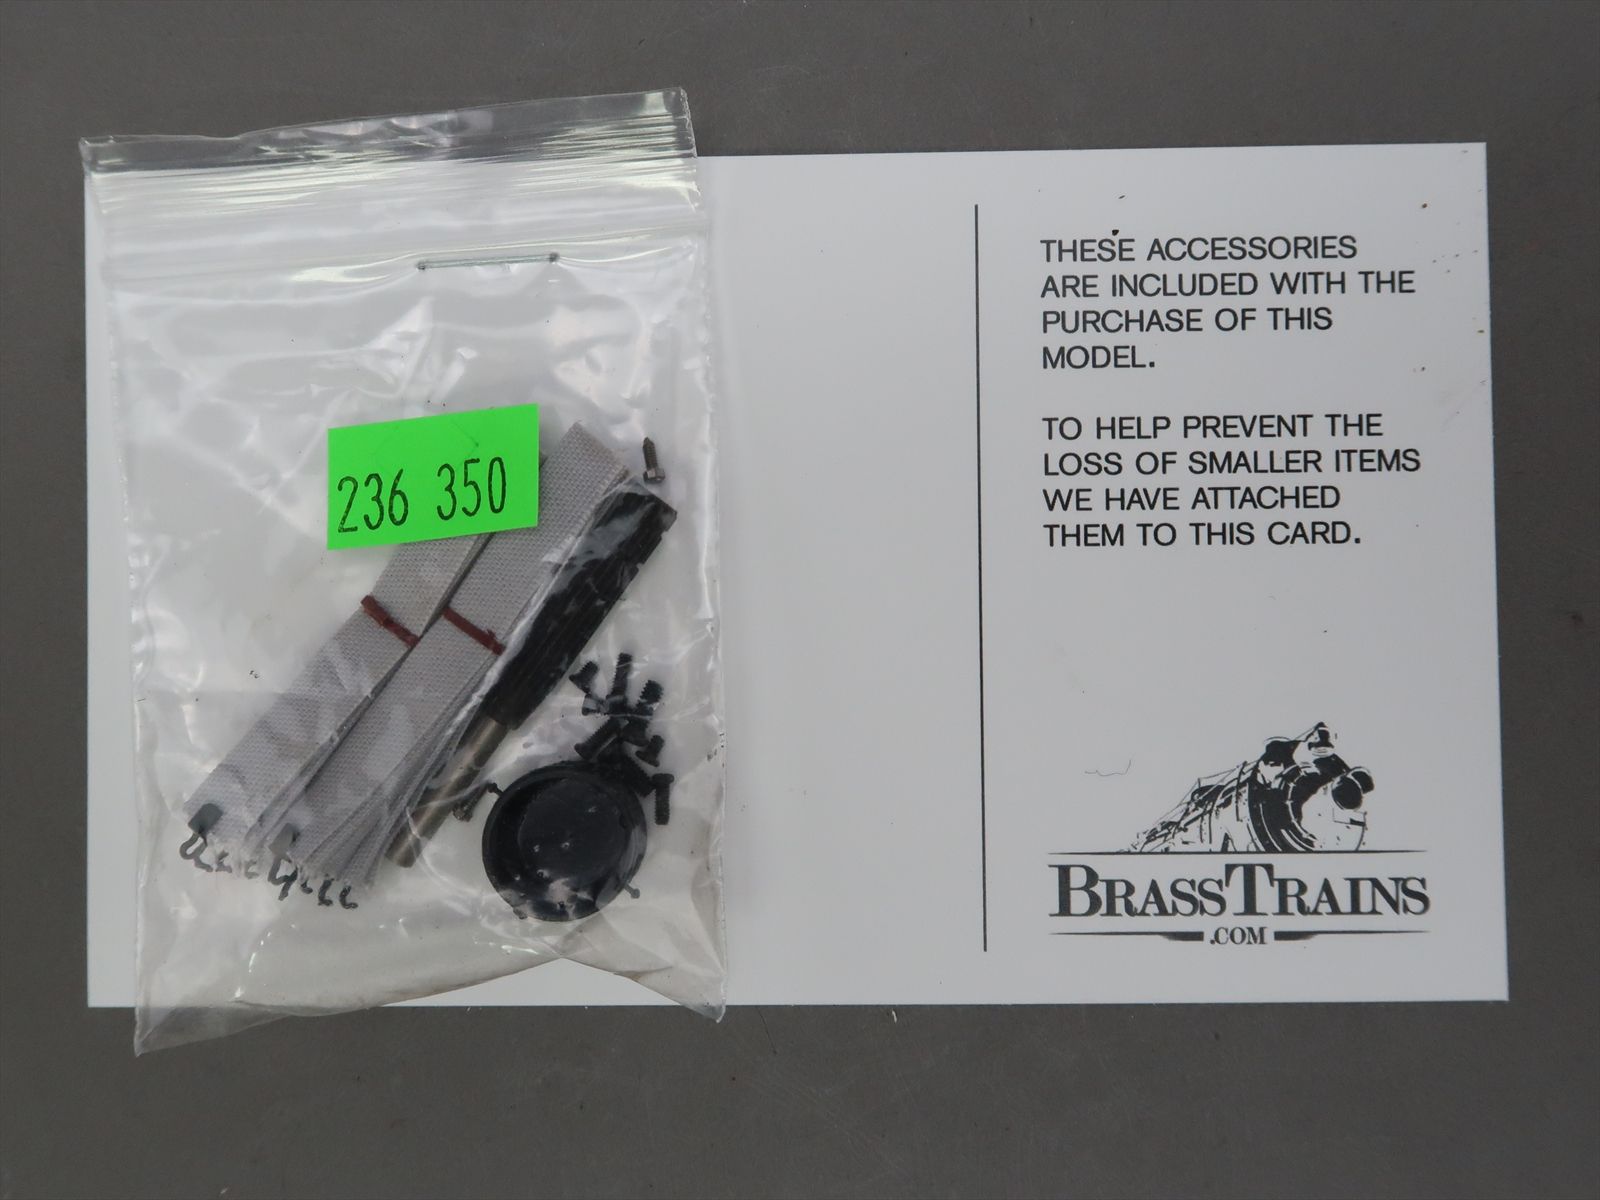 236 350
THESE ACCESSORIES
ARE INCLUDED WITH THE
PURCHASE OF THIS
MODEL.
TO HELP PREVENT THE
LOSS OF SMALLER ITEMS
WE HAVE ATTACHED
THEM TO THIS CARD.
BRASSTRAINS
.COM